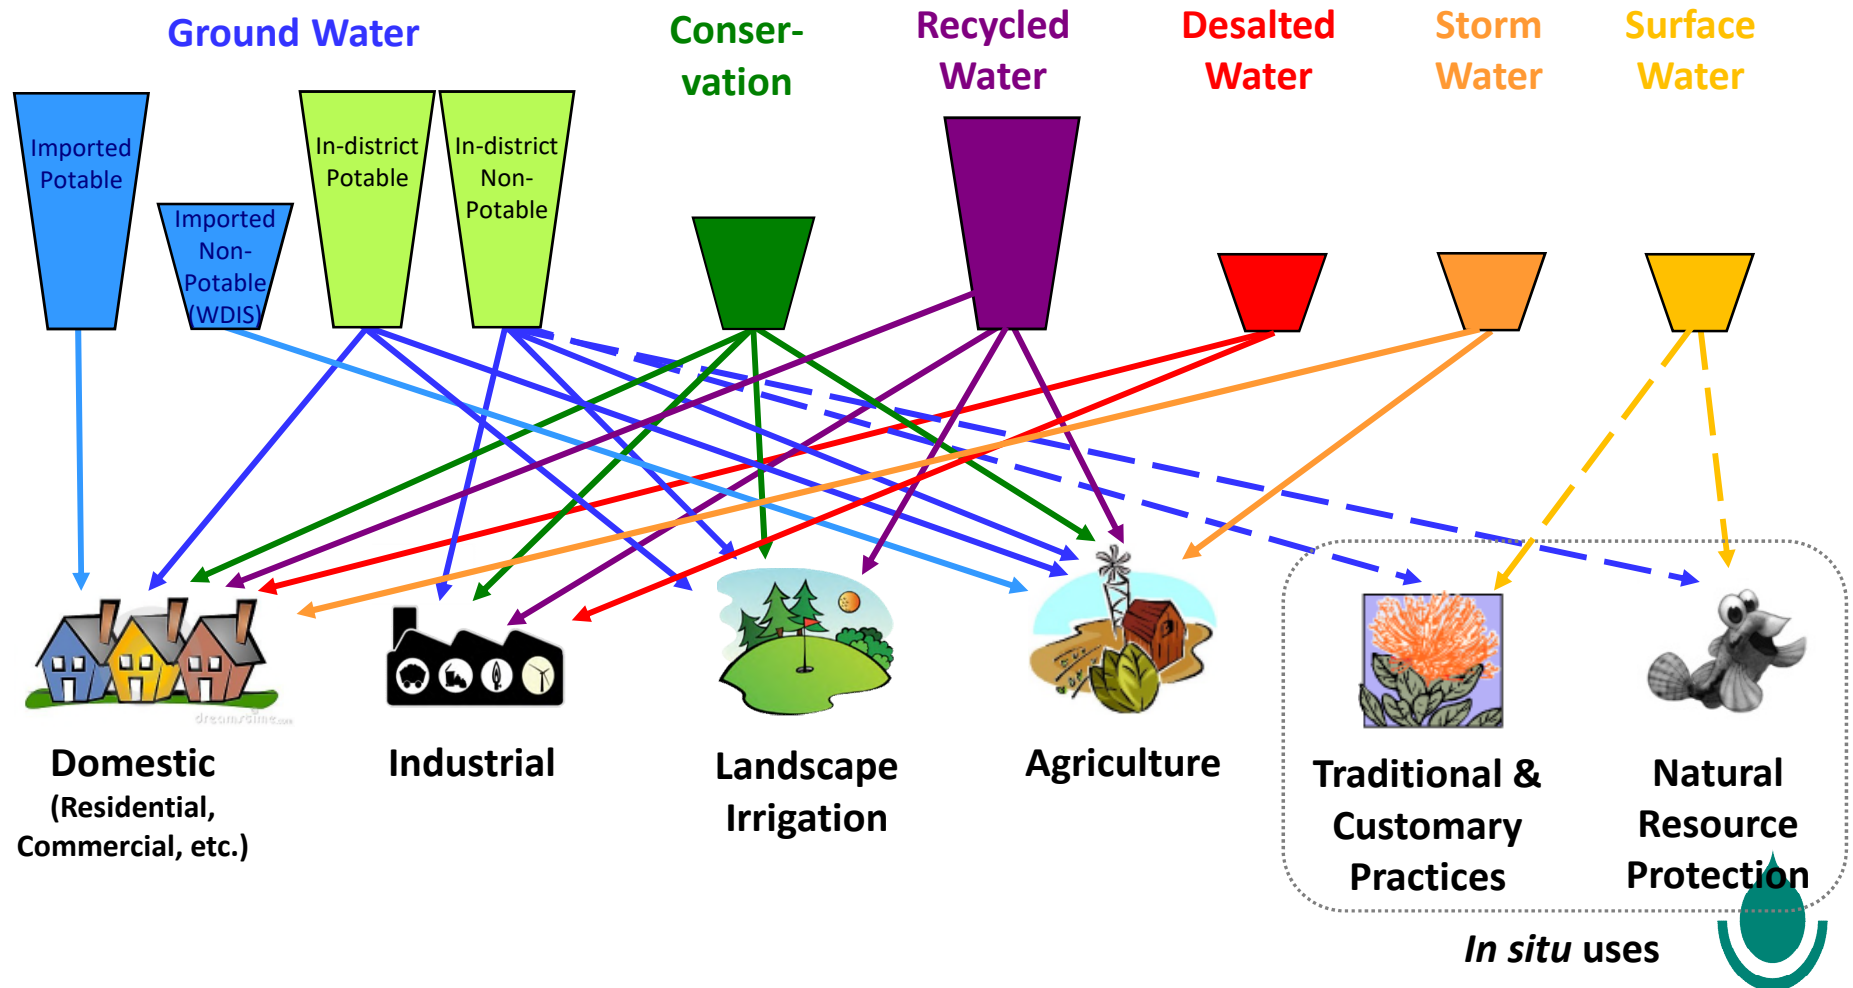 Ground Water
Conser-
vation
Recycled
Water
Desalted
Water
Storm
Water
Surface
Water
Imported
Potable
Imported
Non-
Potable
(WDIS)
In-district
Potable
In-district
Non-
Potable
dreamstime.com
Domestic
(Residential,
Commercial, etc.)
Industrial
Landscape
Irrigation
Agriculture
Traditional &
Customary
Practices
Natural
Resource
Protection
In situ uses